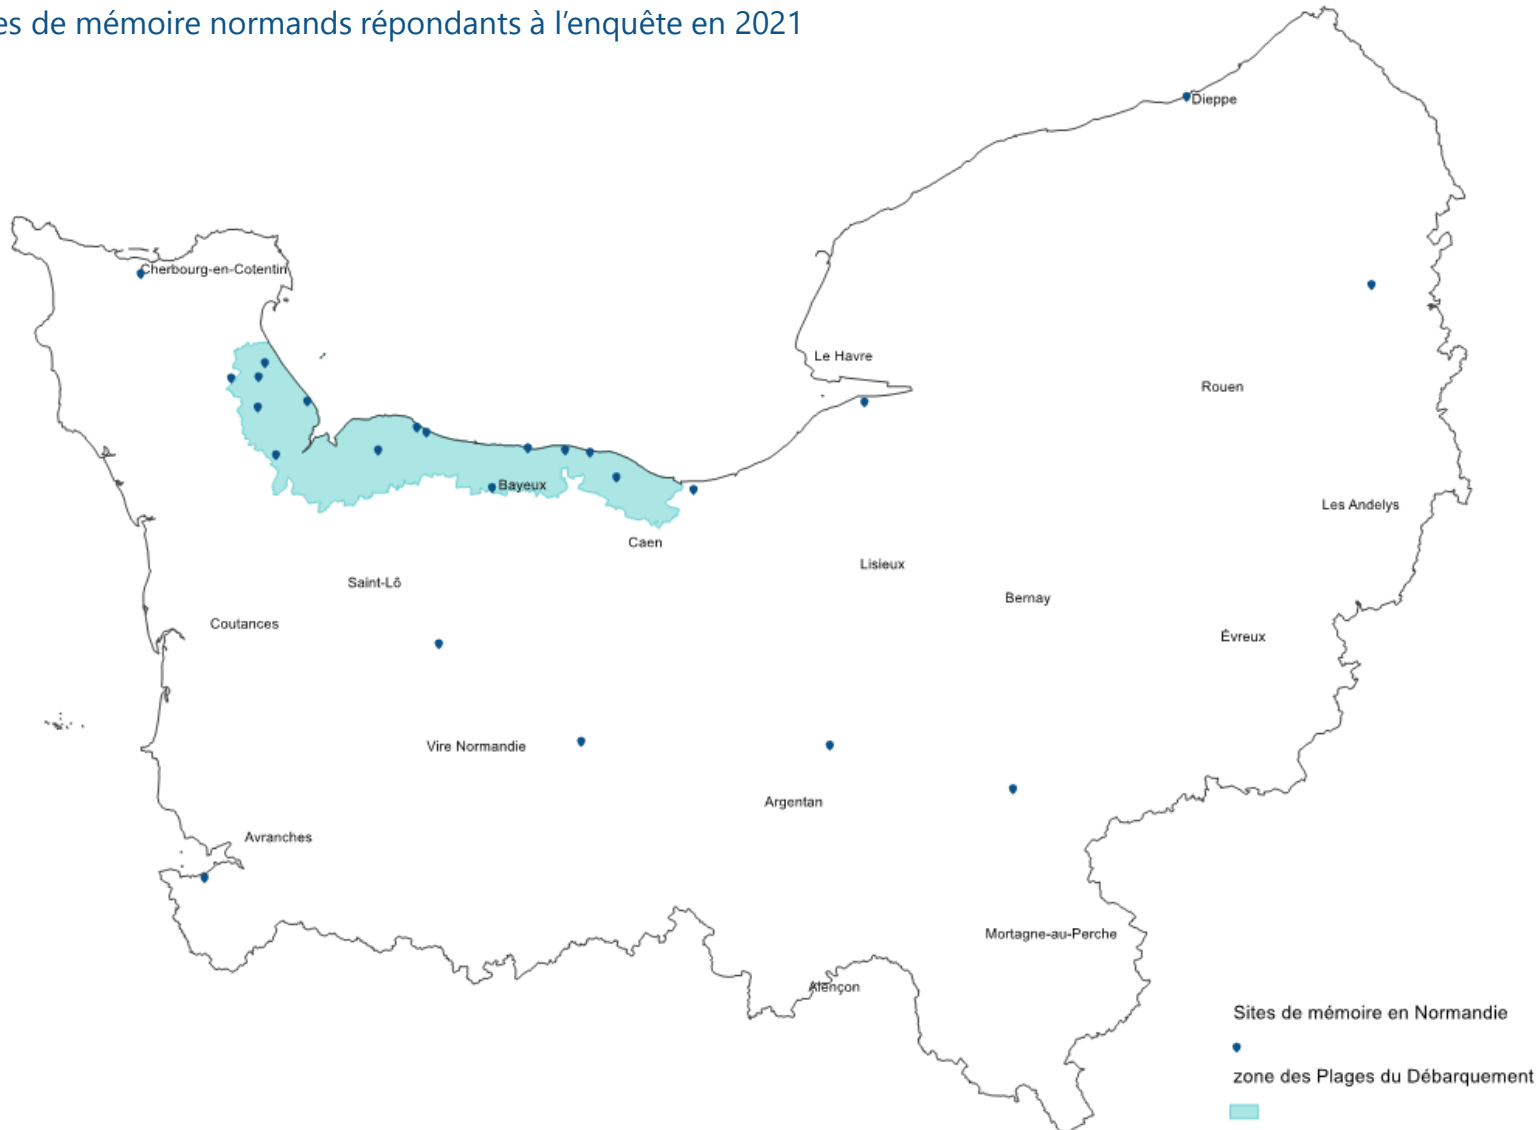 es de mémoire normands répondants à l’enquête en 2021
Dieppe
Cherbourg-en-Cotentin
Le Havre
Rouen
Bayeux
Les Andelys
Caen
Lisieux
Saint-Lô
Bernay
Coutances
Évreux
Vire Normandie
Argentan
Avranches
Mortagne-au-Perche
Alençon
Sites de mémoire en Normandie
zone des Plages du Débarquement